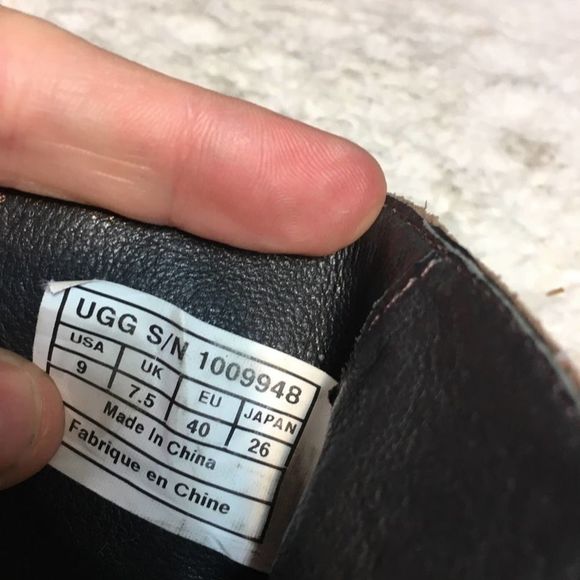 UGG S/N 1009948
USA UK EU JAPAN
9 7.5 40 26
Made In China
Fabrique en Chine